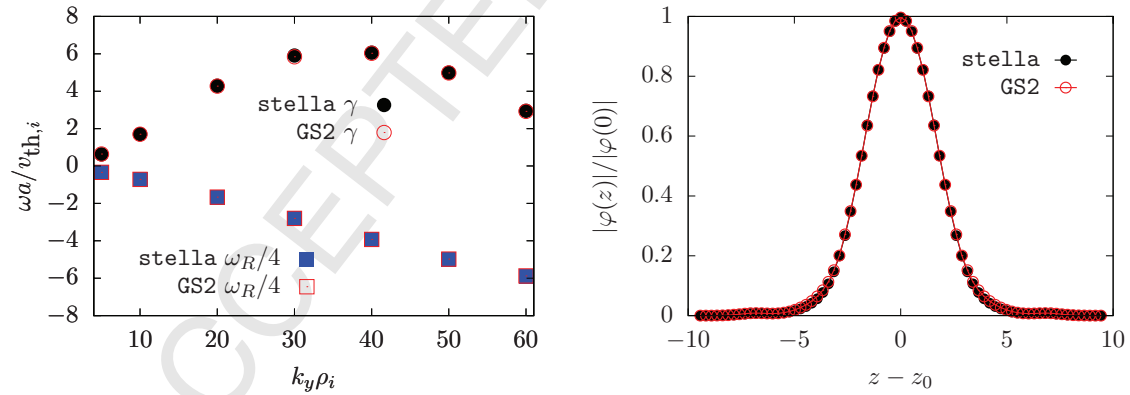 8
6
4
2
0
−2
−4
−6
−8
10
20
30
40
50
60
ωa/v_th,i
k_yρ_i
stella γ
GS2 γ
stella ω_R/4
GS2 ω_R/4
CCEPTE
1
0.8
0.6
0.4
0.2
0
−10
−5
0
5
10
|φ(z)|/|φ(0)|
z − z_0
stella
GS2